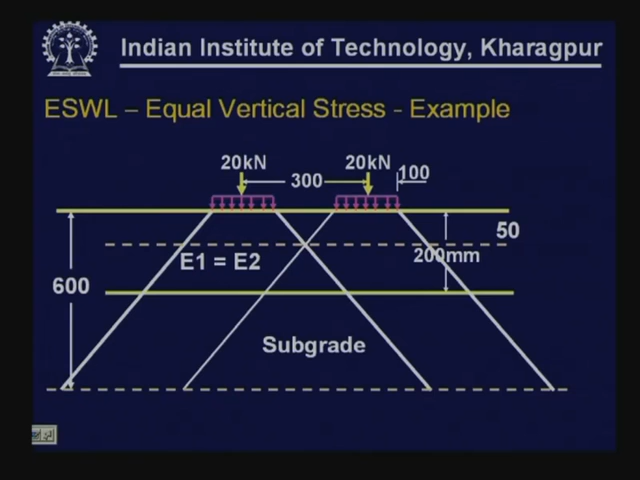 Indian Institute of Technology, Kharagpur
ESWL – Equal Vertical Stress - Example
20kN 20kN
300 100
50
E1 = E2 200mm
600
Subgrade